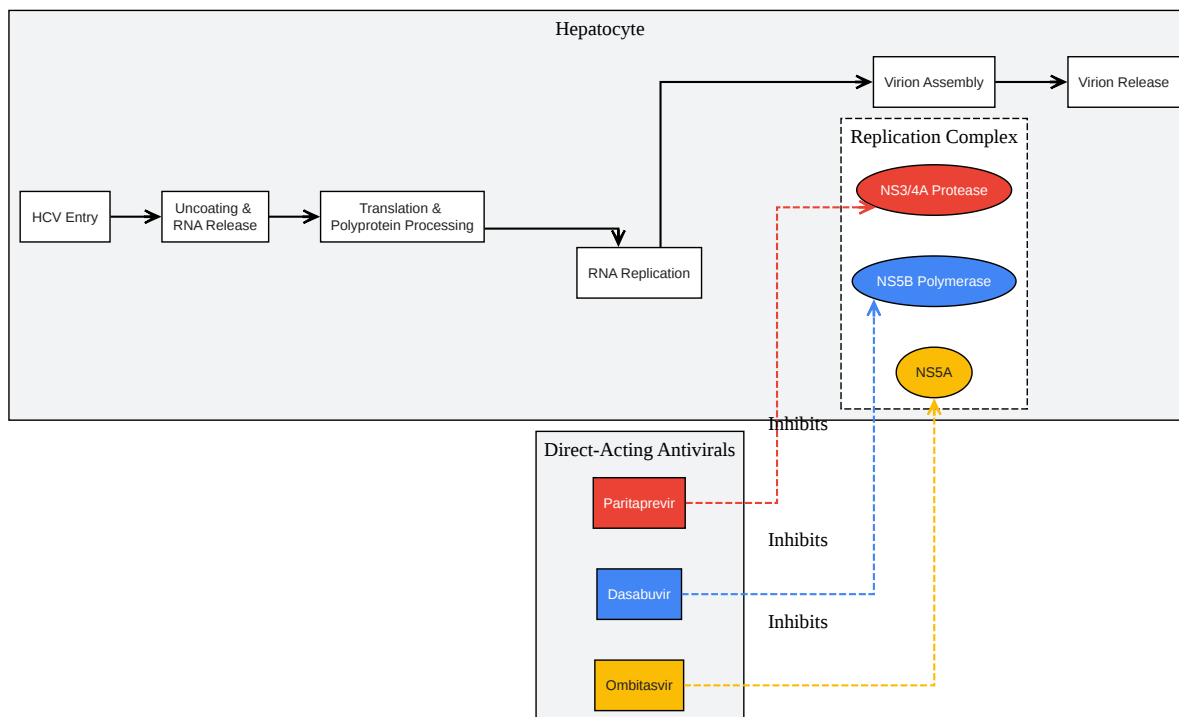 Hepatocyte
Virion Assembly
Virion Release
Replication Complex
NS3/4A Protease
HCV Entry
Uncoating &
RNA Release
Translation &
Polyprotein Processing
RNA Replication
NS5B Polymerase
NS5A
Inhibits
Direct-Acting Antivirals
Paritaprevir
Inhibits
Dasabuvir
Inhibits
Ombitasvir